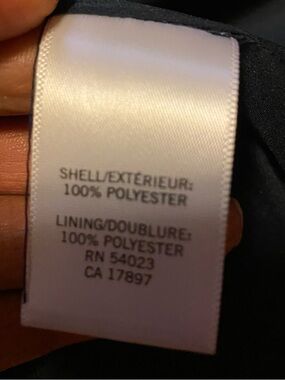 SHELL/EXTÉRIEUR:
100% POLYESTER
LINING/DOUBLURE:
100% POLYESTER
RN 54023
CA 17897